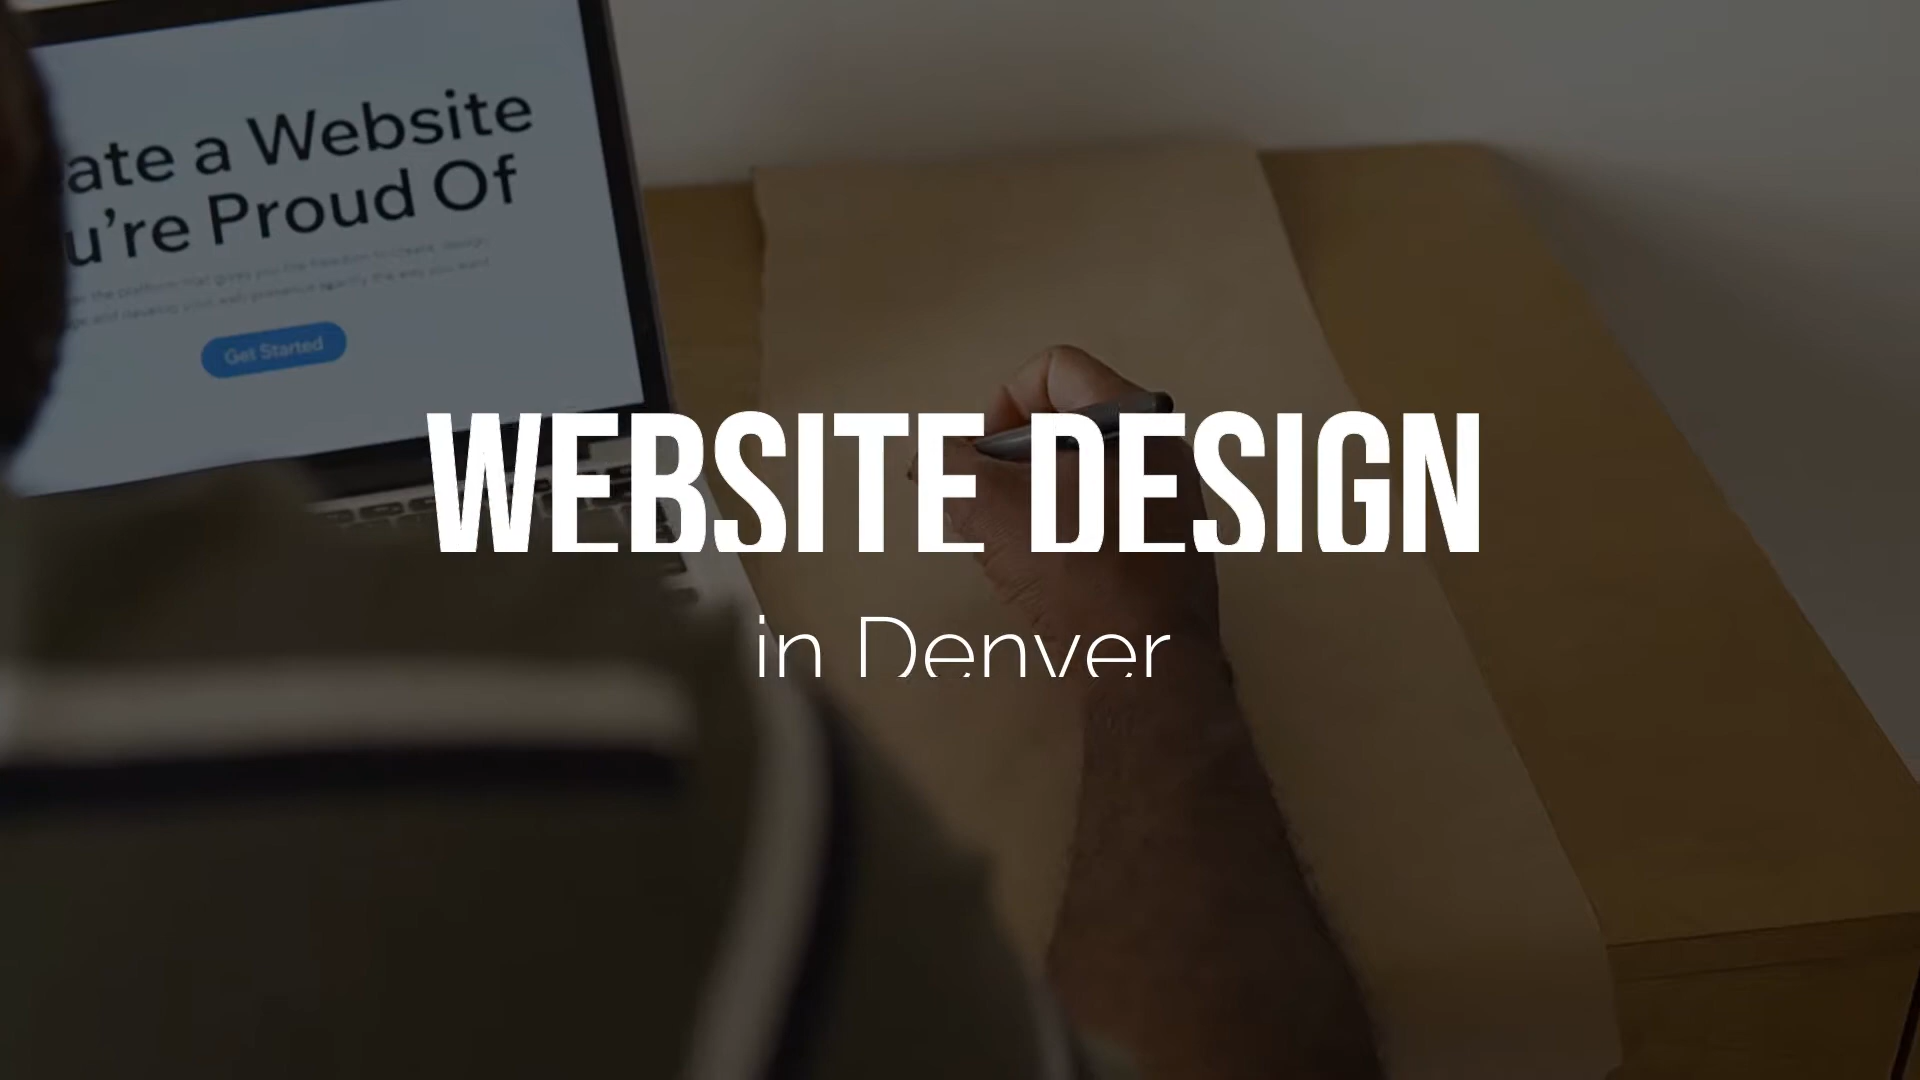 ate a Website
u're Proud Of
Get Started
WEBSITE DESIGN
in Denver